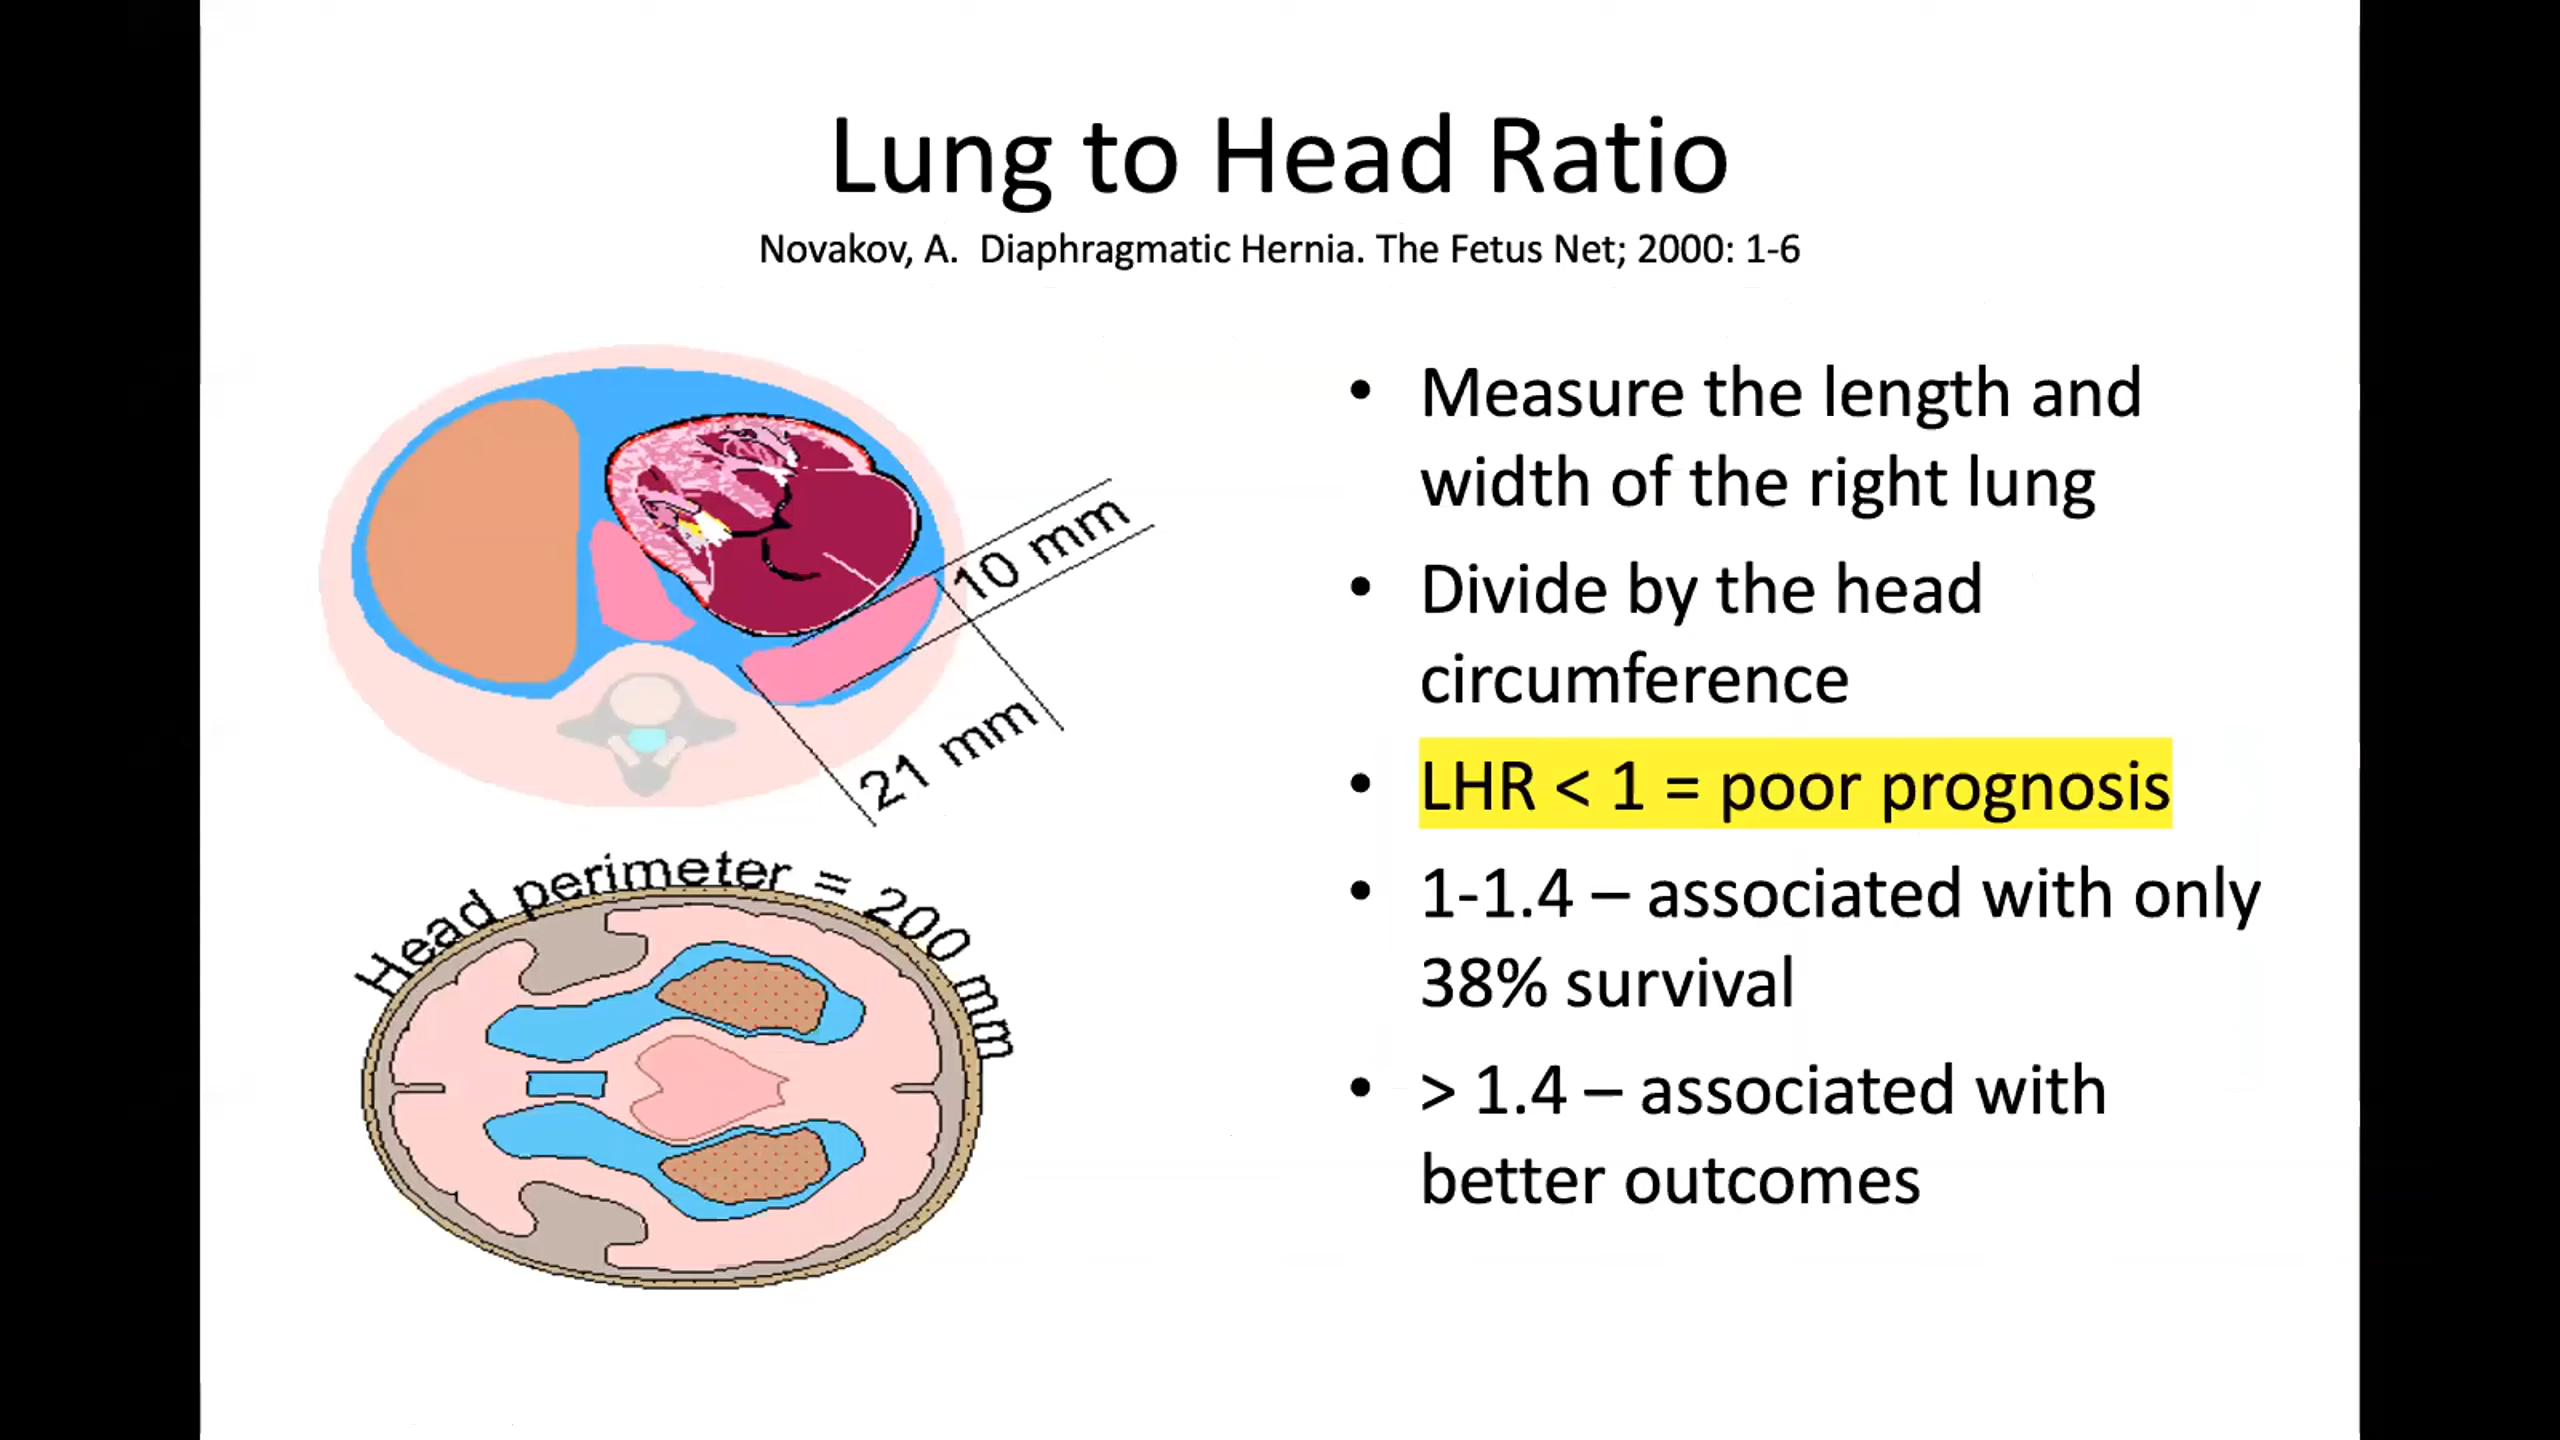 Lung to Head Ratio
Novakov, A. Diaphragmatic Hernia. The Fetus Net; 2000: 1-6
10 mm
21 mm
Head perimeter = 200 mm
• Measure the length and
width of the right lung
• Divide by the head
circumference
• LHR < 1 = poor prognosis
• 1-1.4 – associated with only
38% survival
• > 1.4 – associated with
better outcomes